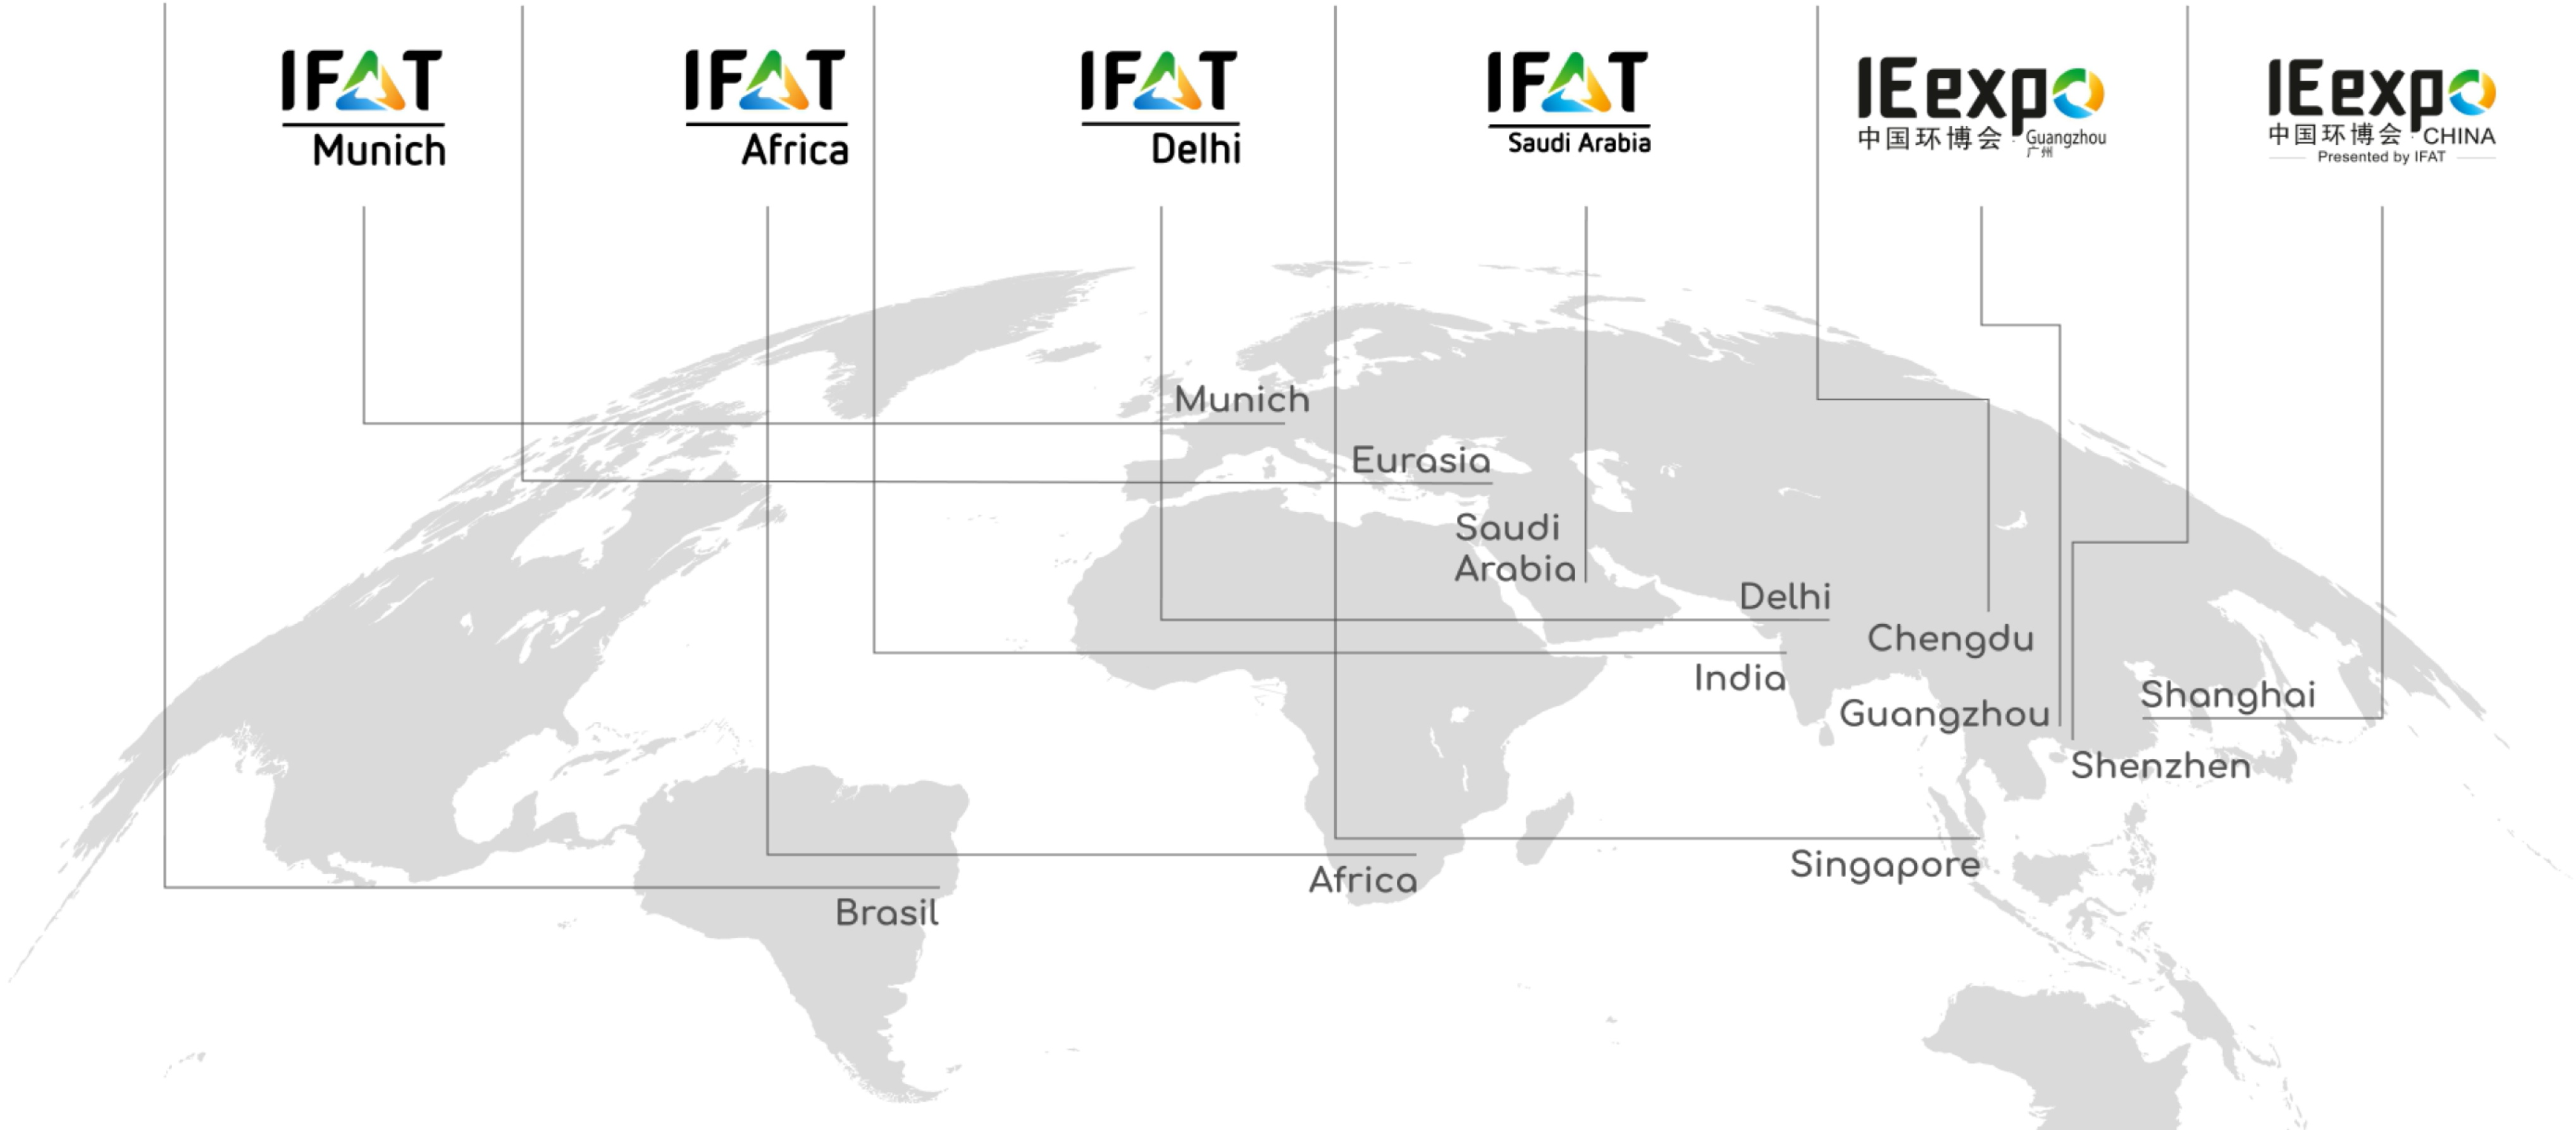 IFAT
Munich
IFAT
Africa
IFAT
Delhi
IFAT
Saudi Arabia
IEexpo
中国环博会 · Guangzhou
广州
IEexpo
中国环博会 · CHINA
Presented by IFAT
Munich
Eurasia
Saudi
Arabia
Delhi
Chengdu
India
Shanghai
Guangzhou
Shenzhen
Singapore
Africa
Brasil